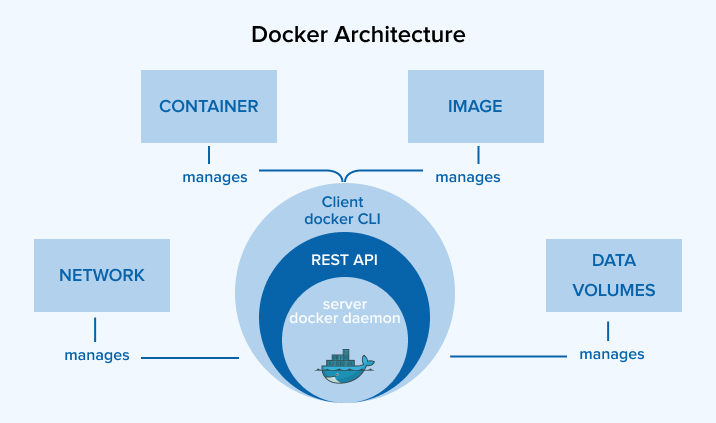 Docker Architecture
CONTAINER
IMAGE
manages
manages
Client
docker CLI
REST API
NETWORK
DATA
VOLUMES
server
docker daemon
manages
manages